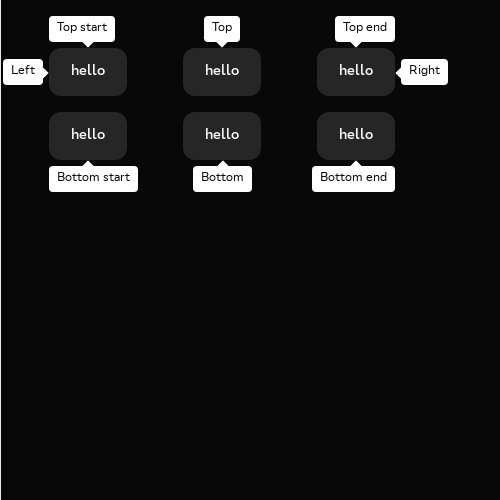 Top start
Top
Top end
Left
hello
hello
hello
Right
hello
hello
hello
Bottom start
Bottom
Bottom end